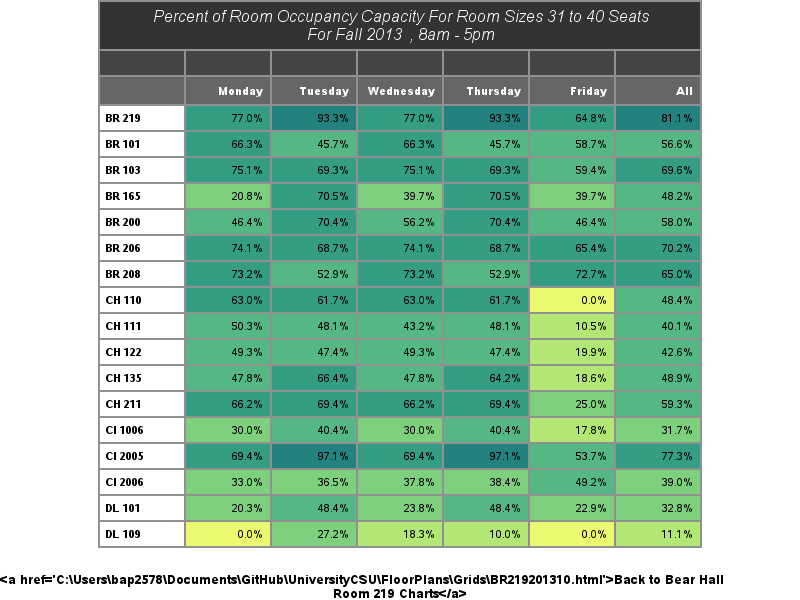 Percent of Room Occupancy Capacity For Room Sizes 31 to 40 Seats
For Fall 2013 , 8am - 5pm
Monday Tuesday Wednesday Thursday Friday All
BR 219 77.0% 93.3% 77.0% 93.3% 64.8% 81.1%
BR 101 66.3% 45.7% 66.3% 45.7% 58.7% 56.6%
BR 103 75.1% 69.3% 75.1% 69.3% 59.4% 69.6%
BR 165 20.8% 70.5% 39.7% 70.5% 39.7% 48.2%
BR 200 46.4% 70.4% 56.2% 70.4% 46.4% 58.0%
BR 206 74.1% 68.7% 74.1% 68.7% 65.4% 70.2%
BR 208 73.2% 52.9% 73.2% 52.9% 72.7% 65.0%
CH 110 63.0% 61.7% 63.0% 61.7% 0.0% 48.4%
CH 111 50.3% 48.1% 43.2% 48.1% 10.5% 40.1%
CH 122 49.3% 47.4% 49.3% 47.4% 19.9% 42.6%
CH 135 47.8% 66.4% 47.8% 64.2% 18.6% 48.9%
CH 211 66.2% 69.4% 66.2% 69.4% 25.0% 59.3%
CI 1006 30.0% 40.4% 30.0% 40.4% 17.8% 31.7%
CI 2005 69.4% 97.1% 69.4% 97.1% 53.7% 77.3%
CI 2006 33.0% 36.5% 37.8% 38.4% 49.2% 39.0%
DL 101 20.3% 48.4% 23.8% 48.4% 22.9% 32.8%
DL 109 0.0% 27.2% 18.3% 10.0% 0.0% 11.1%
<a href='C:\Users\bap2578\Documents\GitHub\UniversityCSU\FloorPlans\Grids\BR219201310.html'>Back to Bear Hall
Room 219 Charts</a>